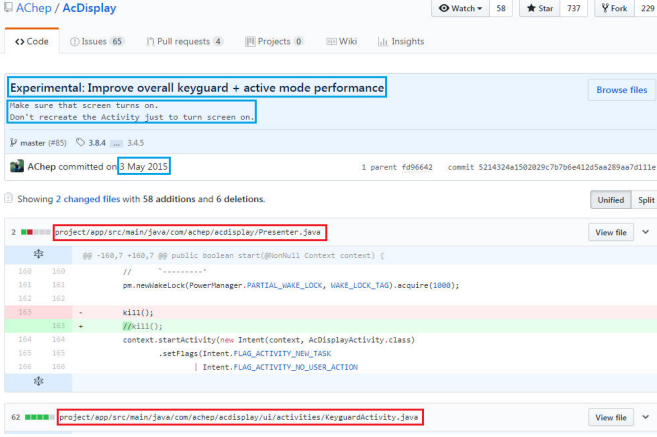 AChep / AcDisplay
Watch 58 Star 737 Fork 229
Code Issues 65 Pull requests 4 Projects 0 Wiki Insights
Experimental: Improve overall keyguard + active mode performance
Browse files
Make sure that screen turns on.
Don't recreate the Activity just to turn screen on.
master (#85) 3.8.4 ... 3.4.5
AChep committed on 3 May 2015
1 parent fd96642 commit 5214324a1502029c7b7b6e412d5aa289aa7d111e
Showing 2 changed files with 58 additions and 6 deletions.
Unified Split
2 project/app/src/main/java/com/achep/acdisplay/Presenter.java
View file
@@ -160,7 +160,7 @@ public boolean start(@NonNull Context context) {
160 160 // `---------'
161 161 pm.newWakeLock(PowerManager.PARTIAL_WAKE_LOCK, WAKE_LOCK_TAG).acquire(1000);
162 162
163 - kill();
163 + //kill();
164 164 context.startActivity(new Intent(context, AcDisplayActivity.class)
165 165 .setFlags(Intent.FLAG_ACTIVITY_NEW_TASK
166 166 | Intent.FLAG_ACTIVITY_NO_USER_ACTION
62 project/app/src/main/java/com/achep/acdisplay/ui/activities/KeyguardActivity.java
View file